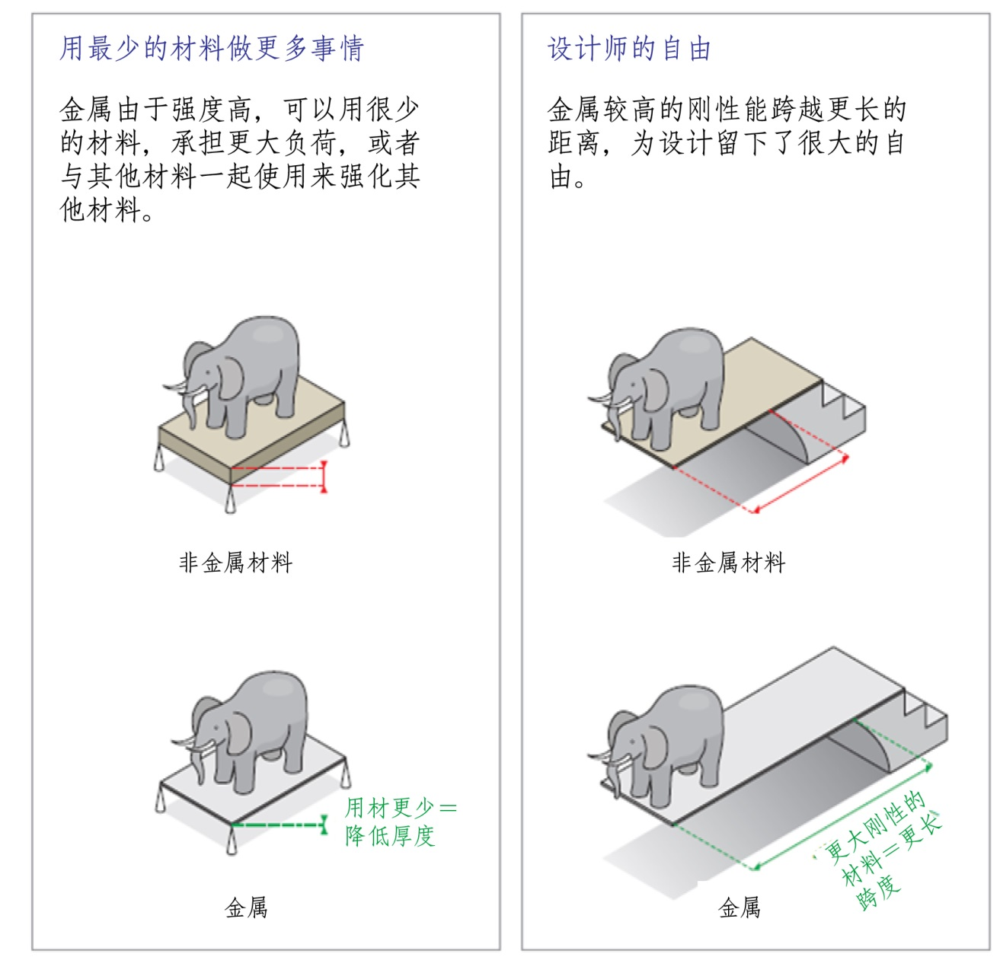 用最少的材料做更多事情
金属由于强度高，可以用很少
的材料，承担更大负荷，或者
与其他材料一起使用来强化其
他材料。
非金属材料
用材更少＝
降低厚度
金属
设计师的自由
金属较高的刚性能跨越更长的
距离，为设计留下了很大的自
由。
非金属材料
更大刚性的
材料＝更长
跨度
金属